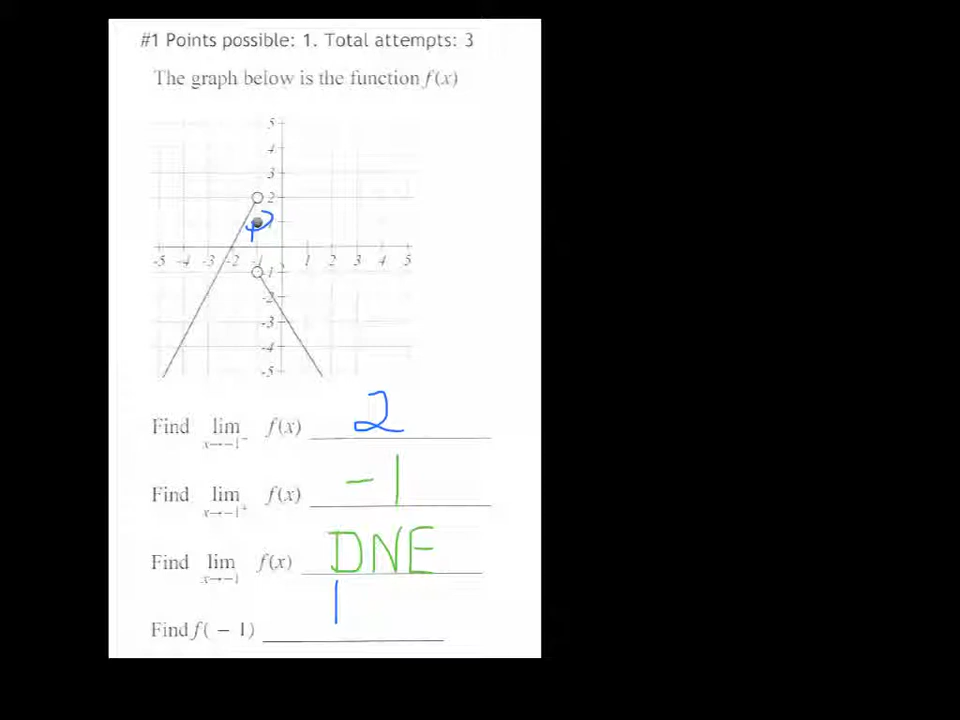 #1 Points possible: 1. Total attempts: 3
The graph below is the function f(x)
5
4
3
2
-5 -4 -3 -2 -1 1 2 3 4 5
-1
-2
-3
-4
-5
Find lim x→-1⁻ f(x) 2
Find lim x→-1⁺ f(x) -1
Find lim x→-1 f(x) DNE
1
Find f( − 1)